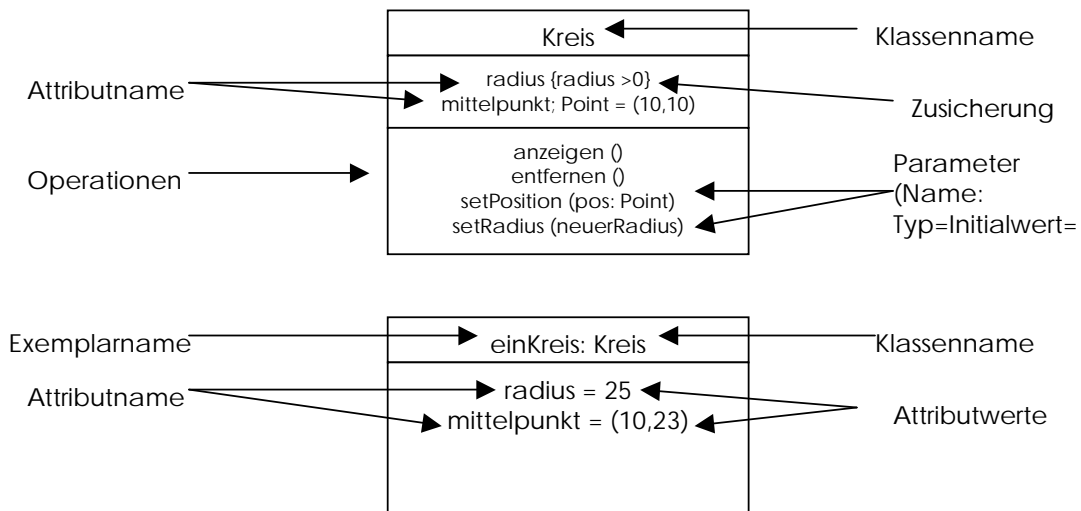 Kreis
Klassenname
Attributname
radius {radius >0}
mittelpunkt; Point = (10,10)
Zusicherung
Operationen
anzeigen ()
entfernen ()
setPosition (pos: Point)
setRadius (neuerRadius)
Parameter
(Name:
Typ=Initialwert=
Exemplarname
einKreis: Kreis
Klassenname
Attributname
radius = 25
mittelpunkt = (10,23)
Attributwerte